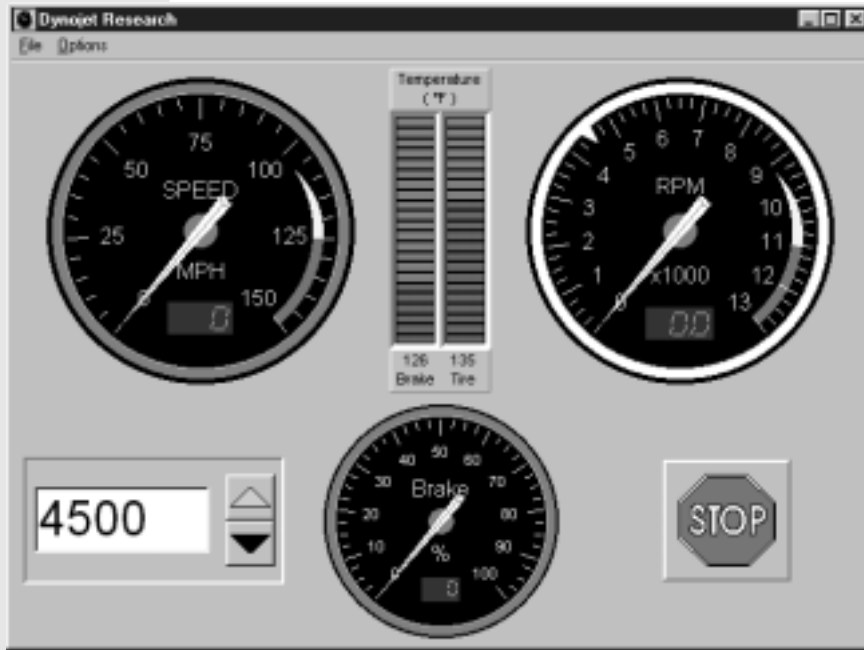 Dynojet Research
File Options
75
50 100
SPEED
25 125
MPH
0 150
0
Temperature
( °F )
126 135
Brake Tire
6 7
5 8
4 9
RPM
3 10
2 11
1 x1000 12
0 13
0.0
4500
50
40 60
30 70
Brake
20 80
10 % 90
0 100
0
STOP